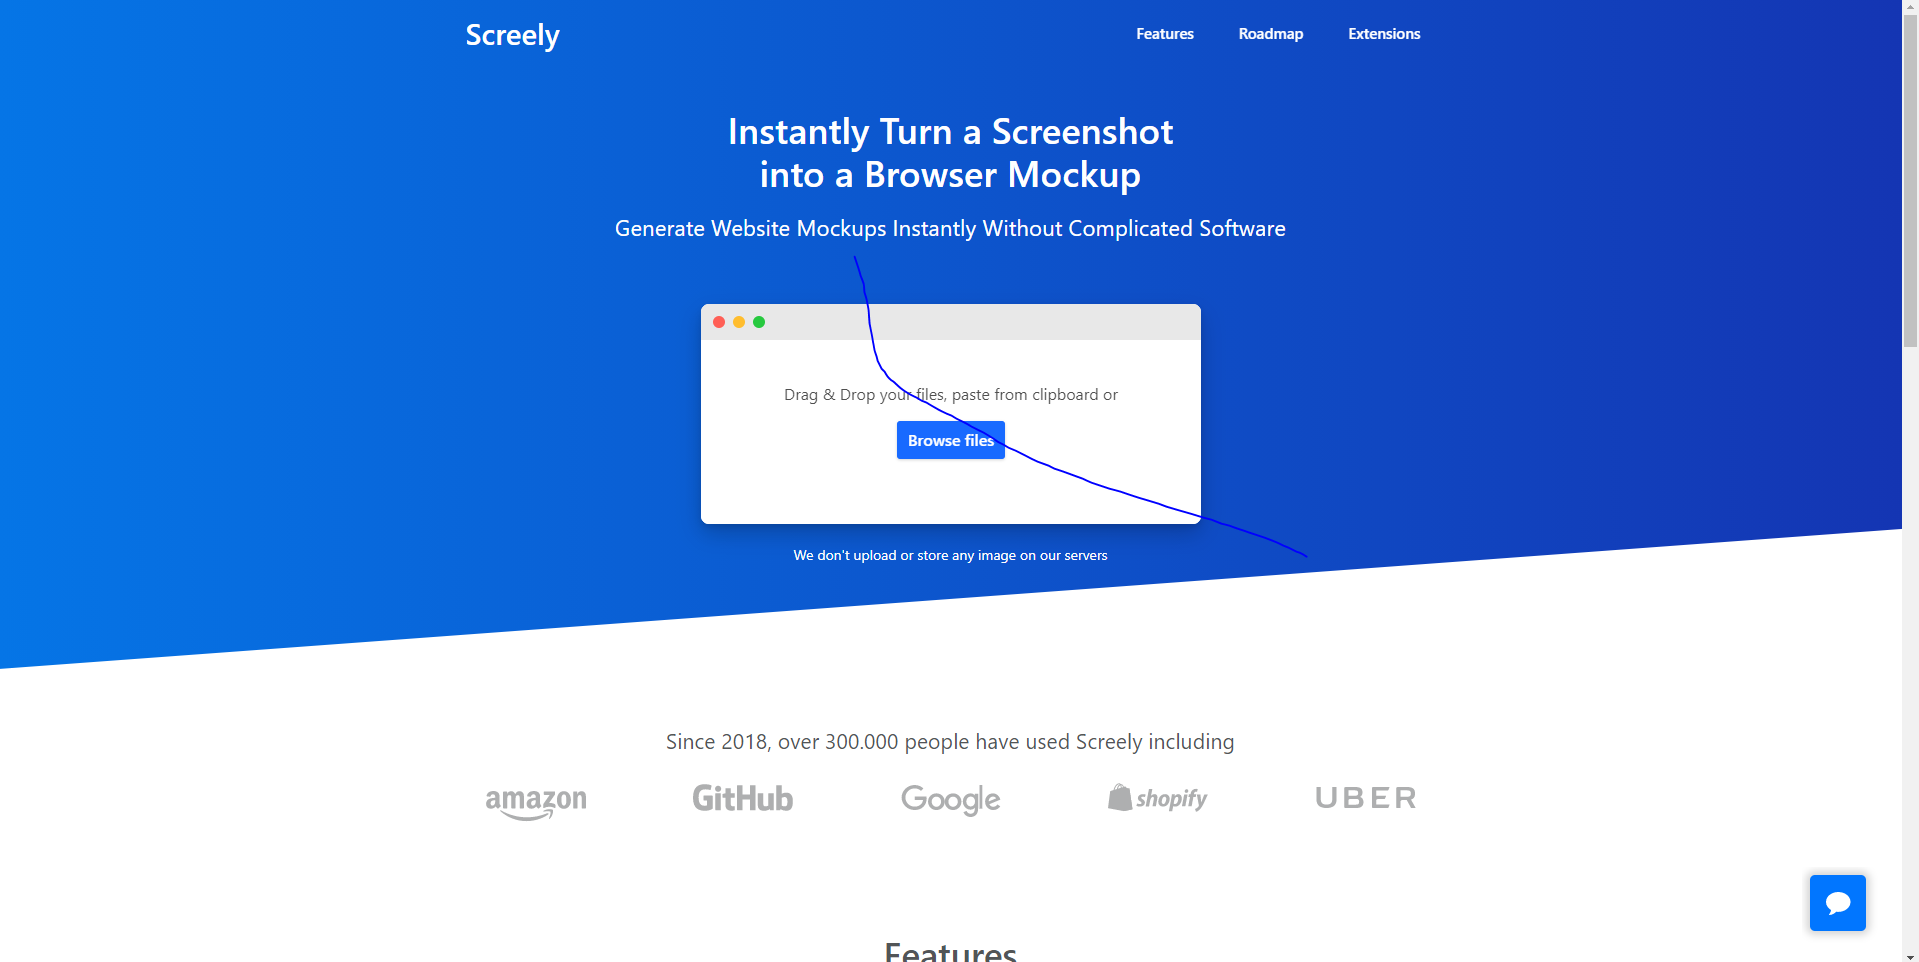 Screely
Features
Roadmap
Extensions
Instantly Turn a Screenshot
into a Browser Mockup
Generate Website Mockups Instantly Without Complicated Software
Drag & Drop your files, paste from clipboard or
Browse files
We don't upload or store any image on our servers
Since 2018, over 300.000 people have used Screely including
amazon
GitHub
Google
shopify
UBER
Features